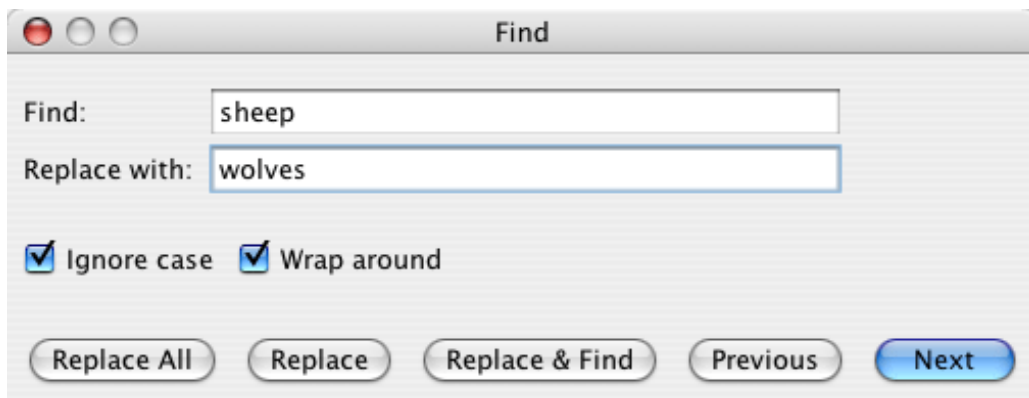 Find
Find: sheep
Replace with: wolves
Ignore case Wrap around
Replace All Replace Replace & Find Previous Next